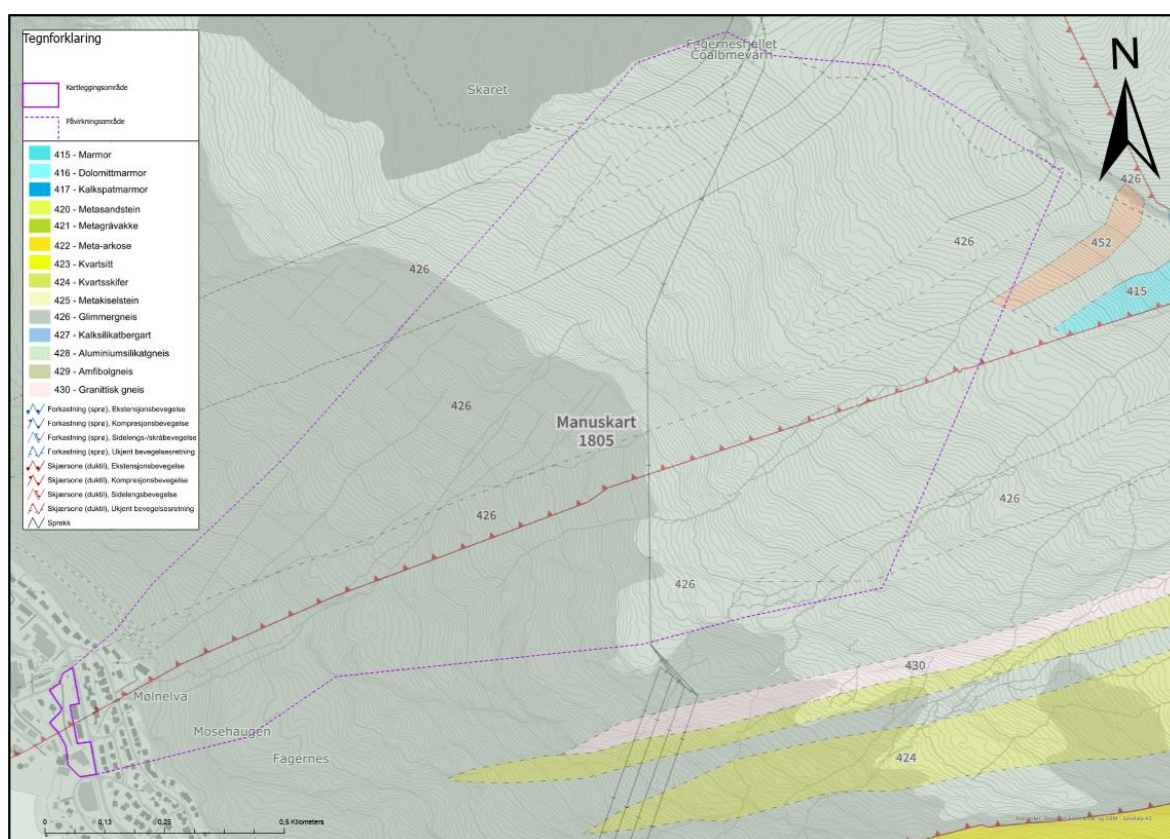 Tegnforklaring
Kartleggingsområde
Påvirkningsområde
415 - Marmor
416 - Dolomittmarmor
417 - Kalkspatmarmor
420 - Metasandstein
421 - Metagråvakke
422 - Meta-arkose
423 - Kvartsitt
424 - Kvartsskifer
425 - Metakiselstein
426 - Glimmergneis
427 - Kalksilikatbergart
428 - Aluminiumsilikatgneis
429 - Amfibolgneis
430 - Granittisk gneis
Forkastning (sprø), Ekstensjonsbevegelse
Forkastning (sprø), Kompresjonsbevegelse
Forkastning (sprø), Sidelengs-/skråbevegelse
Forkastning (sprø), Ukjent bevegelsesretning
Skjærsone (duktil), Ekstensjonsbevegelse
Skjærsone (duktil), Kompresjonsbevegelse
Skjærsone (duktil), Sidelengsbevegelse
Skjærsone (duktil), Ukjent bevegelsesretning
Sprekk
Fagernesfjellet
Coalbmevárri
Skaret
N
426
452
426
415
426
426
Manuskart
1805
426
426
426
430
424
Mølnelva
Mosehaugen
Fagernes
0
0,13
0,25
0,5 Kilometers